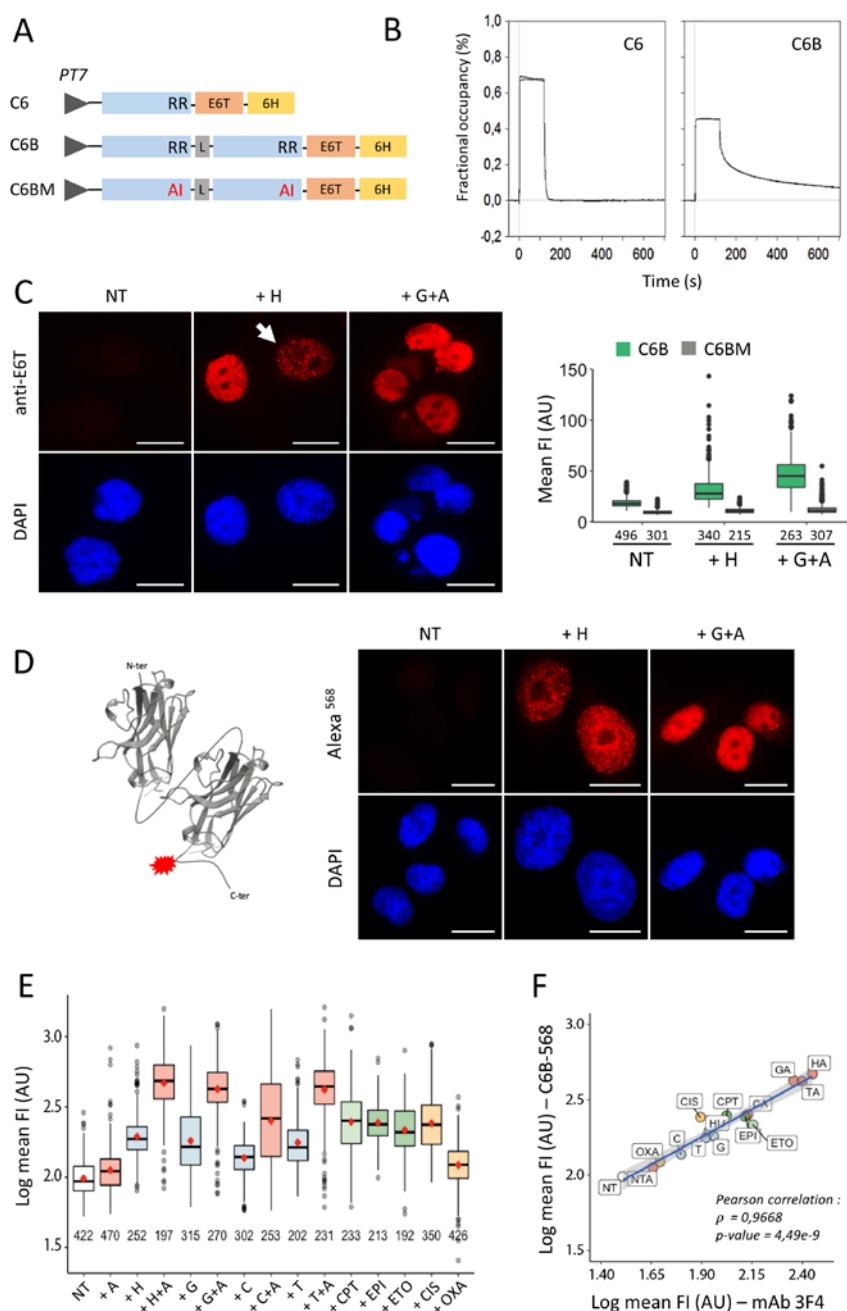 A
PT7
C6
RR
E6T
6H
C6B
RR
L
RR
E6T
6H
C6BM
AI
L
AI
E6T
6H
B
C6
C6B
Fractional occupancy (%)
1,0
0,8
0,6
0,4
0,2
0
-0,2
0 200 400 600
0 200 400 600
Time (s)
C
NT
+ H
+ G+A
anti-E6T
DAPI
C6B
C6BM
Mean FI (AU)
150
100
50
0
496 301
340 215
263 307
NT
+ H
+ G+A
D
N-ter
C-ter
NT
+ H
+ G+A
Alexa 568
DAPI
E
Log mean FI (AU)
3.0
2.5
2.0
1.5
422 470 252 197 315 270 302 253 202 231 233 213 192 350 426
NT
+ A
+ H
+ H+A
+ G
+ G+A
+ C
+ C+A
+ T
+ T+A
+ CPT
+ EPI
+ ETO
+ CIS
+ OXA
F
Log mean FI (AU) – C6B-568
3.0
2.5
2.0
1.5
GA
HA
TA
CIS
CPT
CA
HU
OXA
C
T
G
EPI
ETO
NT
NTA
Pearson correlation :
ρ = 0,9668
p-value = 4,49e-9
1.40 1.65 1.90 2.15 2.40
Log mean FI (AU) – mAb 3F4